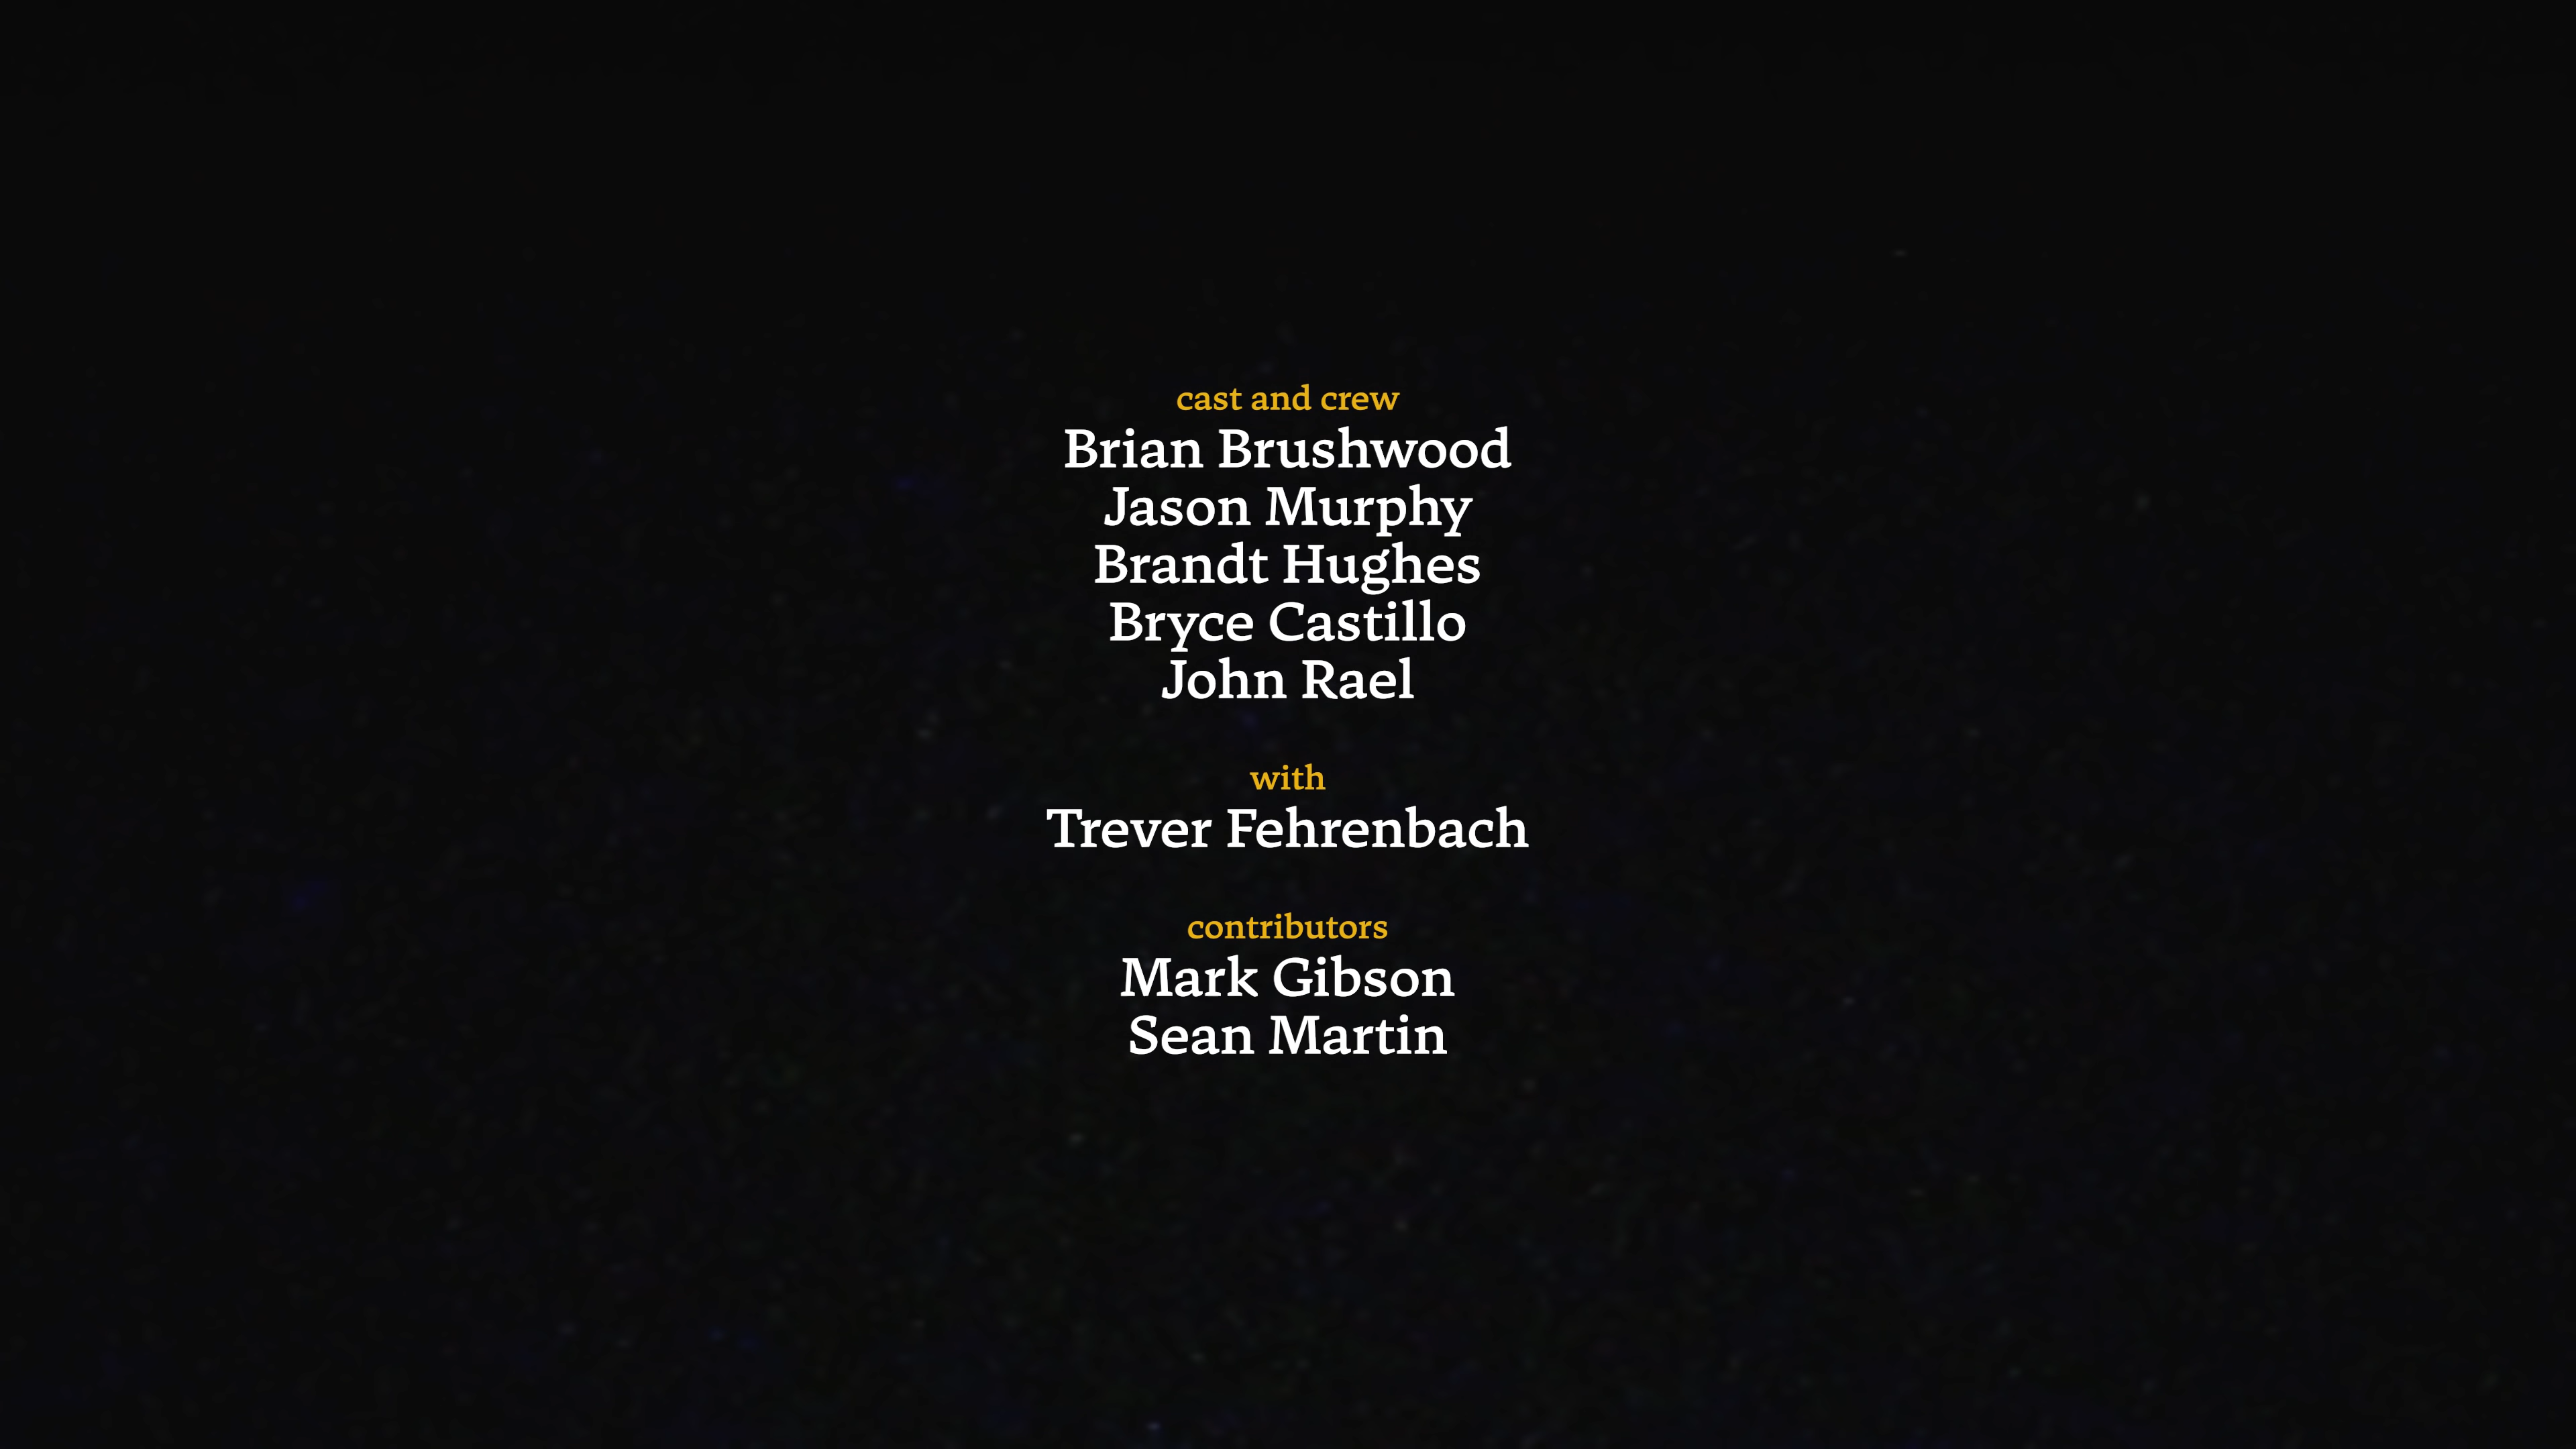 cast and crew
Brian Brushwood
Jason Murphy
Brandt Hughes
Bryce Castillo
John Rael
with
Trever Fehrenbach
contributors
Mark Gibson
Sean Martin